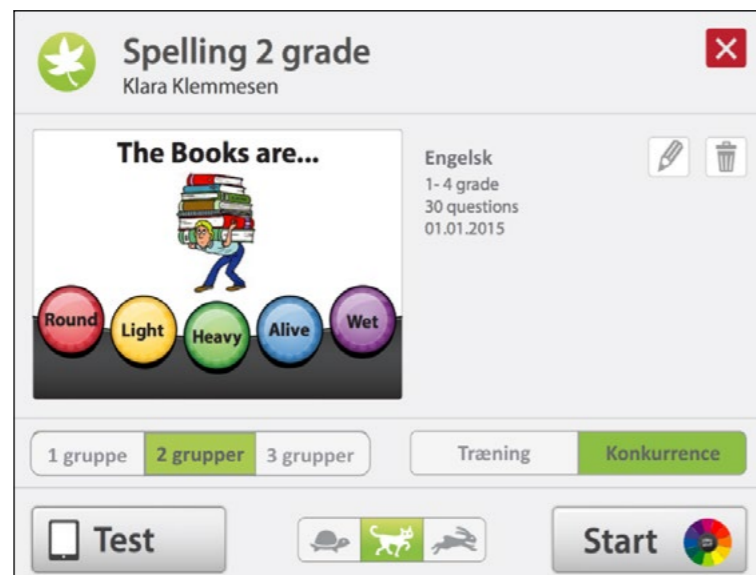 Spelling 2 grade
Klara Klemmesen
The Books are...
Round
Light
Heavy
Alive
Wet
Engelsk
1- 4 grade
30 questions
01.01.2015
1 gruppe 2 grupper 3 grupper
Træning Konkurrence
Test
Start